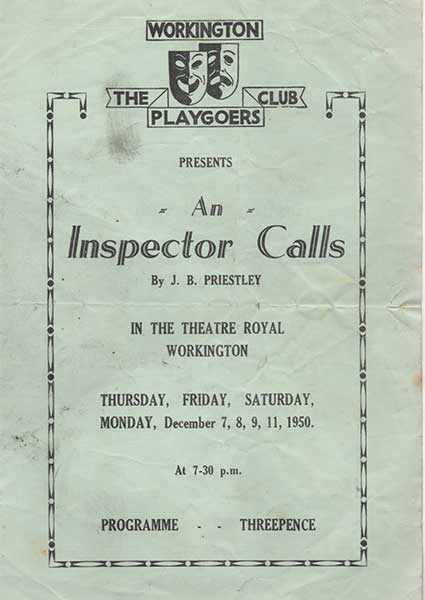 WORKINGTON
THE CLUB
PLAYGOERS
PRESENTS
- An -
Inspector Calls
By J. B. PRIESTLEY
IN THE THEATRE ROYAL
WORKINGTON
THURSDAY, FRIDAY, SATURDAY,
MONDAY, December 7, 8, 9, 11, 1950.
At 7-30 p.m.
PROGRAMME - - THREEPENCE